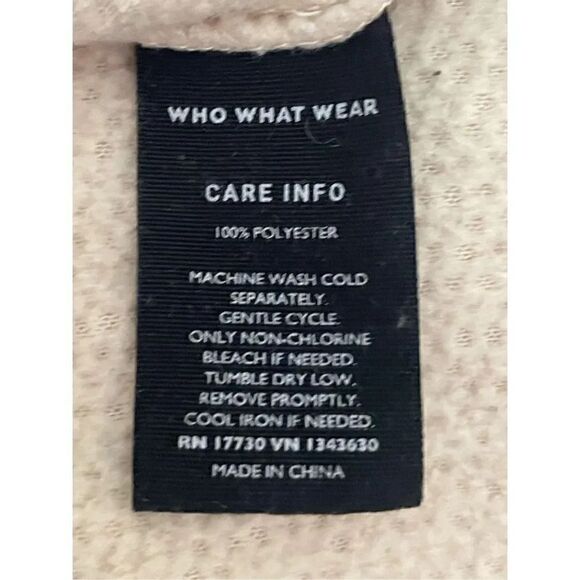 WHO WHAT WEAR
CARE INFO
100% POLYESTER
MACHINE WASH COLD
SEPARATELY.
GENTLE CYCLE.
ONLY NON-CHLORINE
BLEACH IF NEEDED.
TUMBLE DRY LOW.
REMOVE PROMPTLY.
COOL IRON IF NEEDED.
RN 17730 VN 1343630
MADE IN CHINA